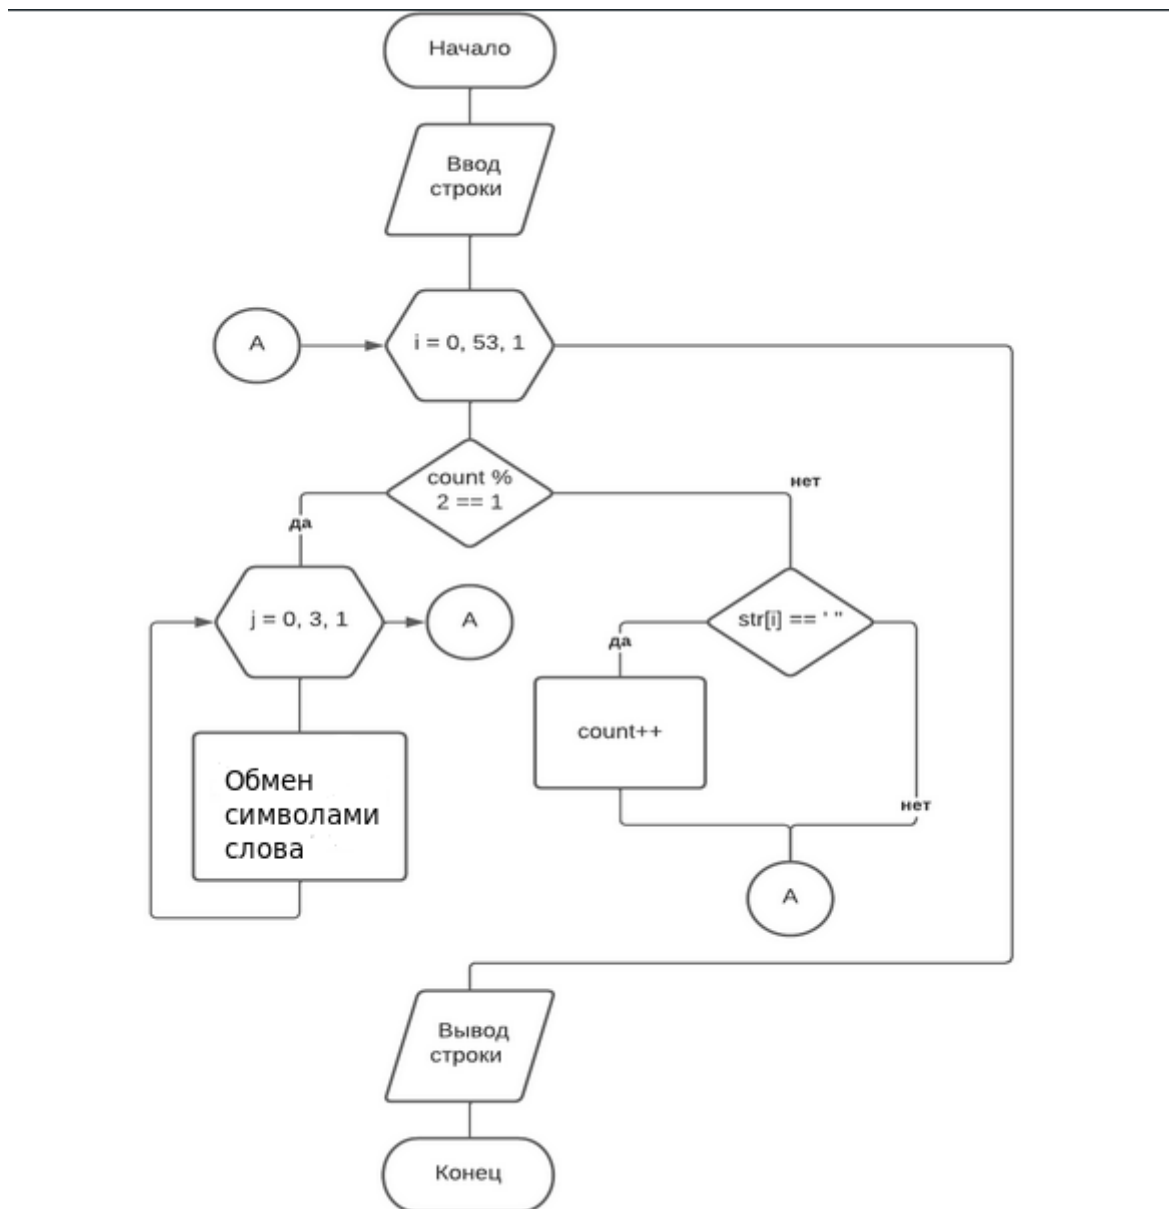 Начало
Ввод
строки
A
i = 0, 53, 1
count %
2 == 1
нет
да
j = 0, 3, 1
A
str[i] == ' "
да
count++
Обмен
символами
слова
нет
A
Вывод
строки
Конец